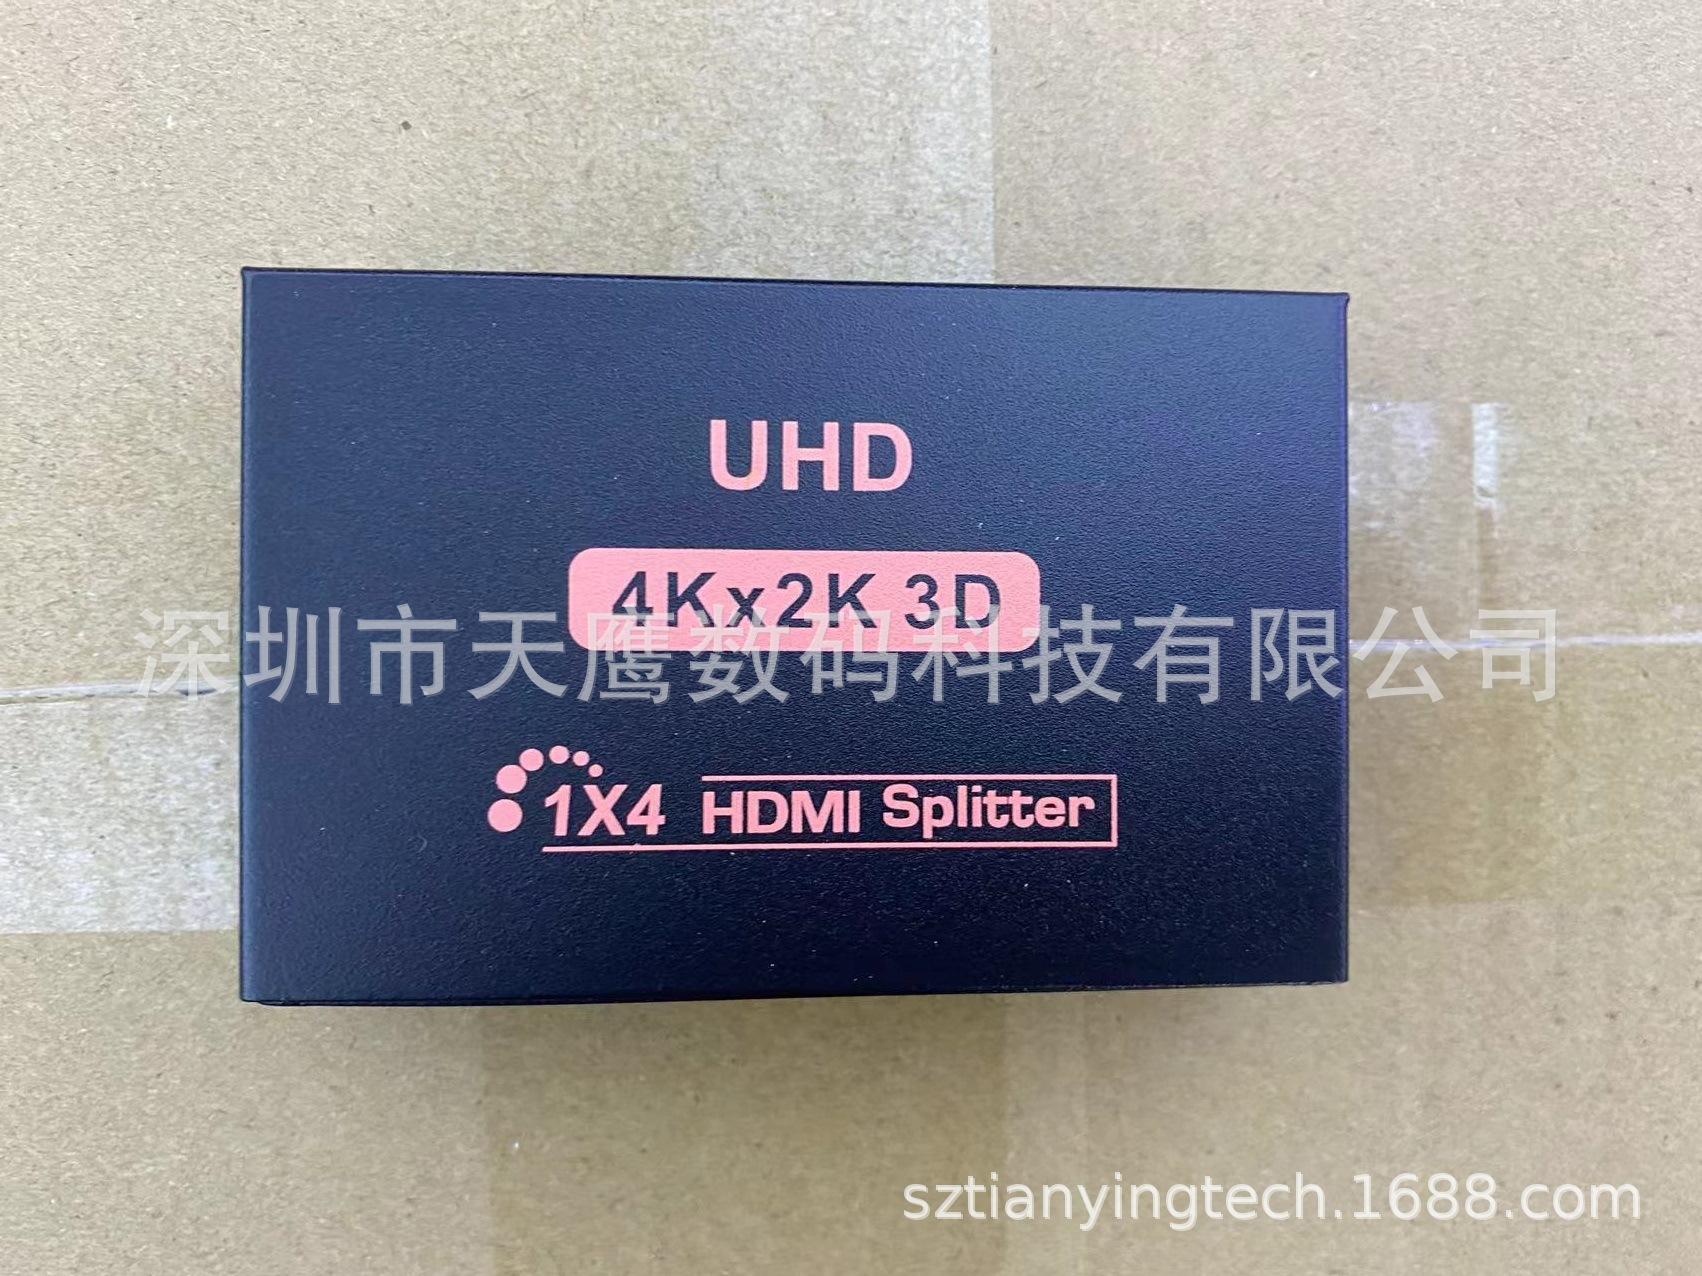 UHD
4Kx2K 3D
深圳市天鹰数码科技有限公司
1X4 HDMI Splitter
sztianyingtech.1688.com